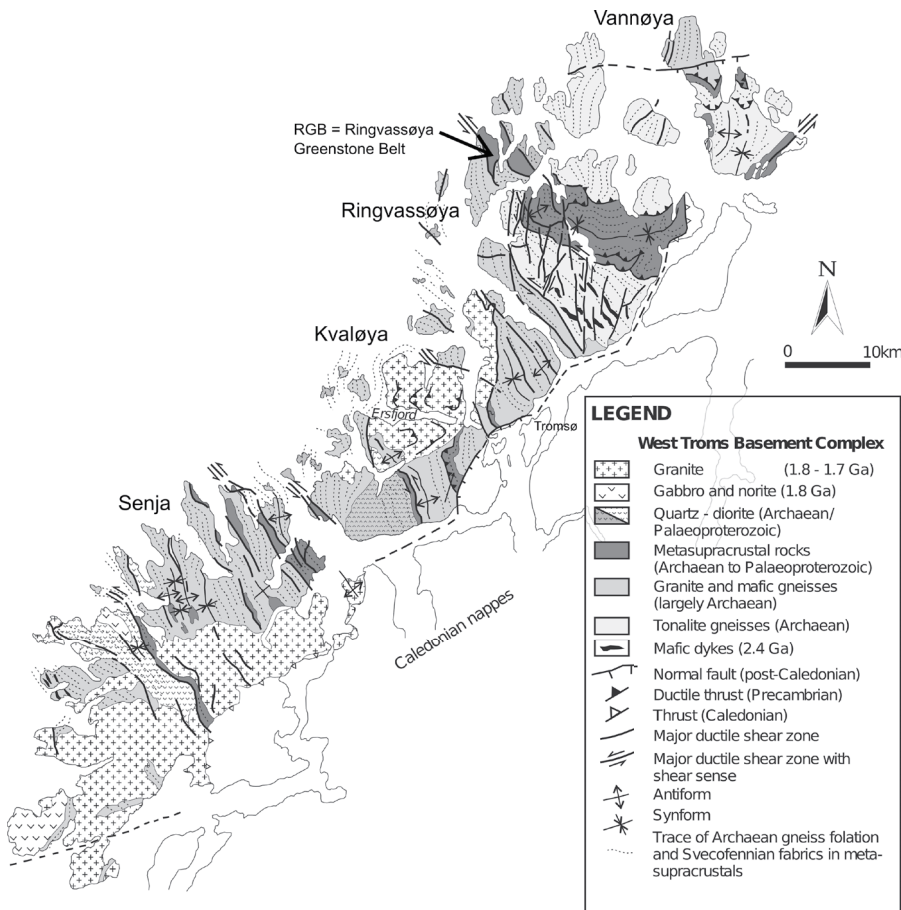 Vannøya
RGB = Ringvassøya
Greenstone Belt
Ringvassøya
N
0 10km
Kvaløya
Ersfjord
Tromsø
Senja
Caledonian nappes
LEGEND
West Troms Basement Complex
Granite (1.8 - 1.7 Ga)
Gabbro and norite (1.8 Ga)
Quartz - diorite (Archaean/
Palaeoproterozoic)
Metasupracrustal rocks
(Archaean to Palaeoproterozoic)
Granite and mafic gneisses
(largely Archaean)
Tonalite gneisses (Archaean)
Mafic dykes (2.4 Ga)
Normal fault (post-Caledonian)
Ductile thrust (Precambrian)
Thrust (Caledonian)
Major ductile shear zone
Major ductile shear zone with
shear sense
Antiform
Synform
Trace of Archaean gneiss folation
and Svecofennian fabrics in meta-
supracrustals